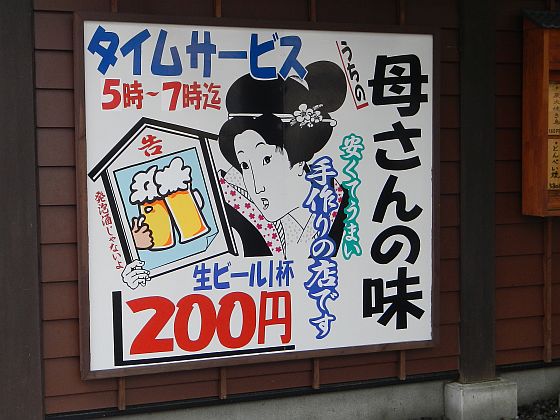 タイムサービス
5時~7時迄
告
発泡酒じゃないよ
生ビール1杯
200円
うちの
母さんの味
安くてうまい
手作りの店です